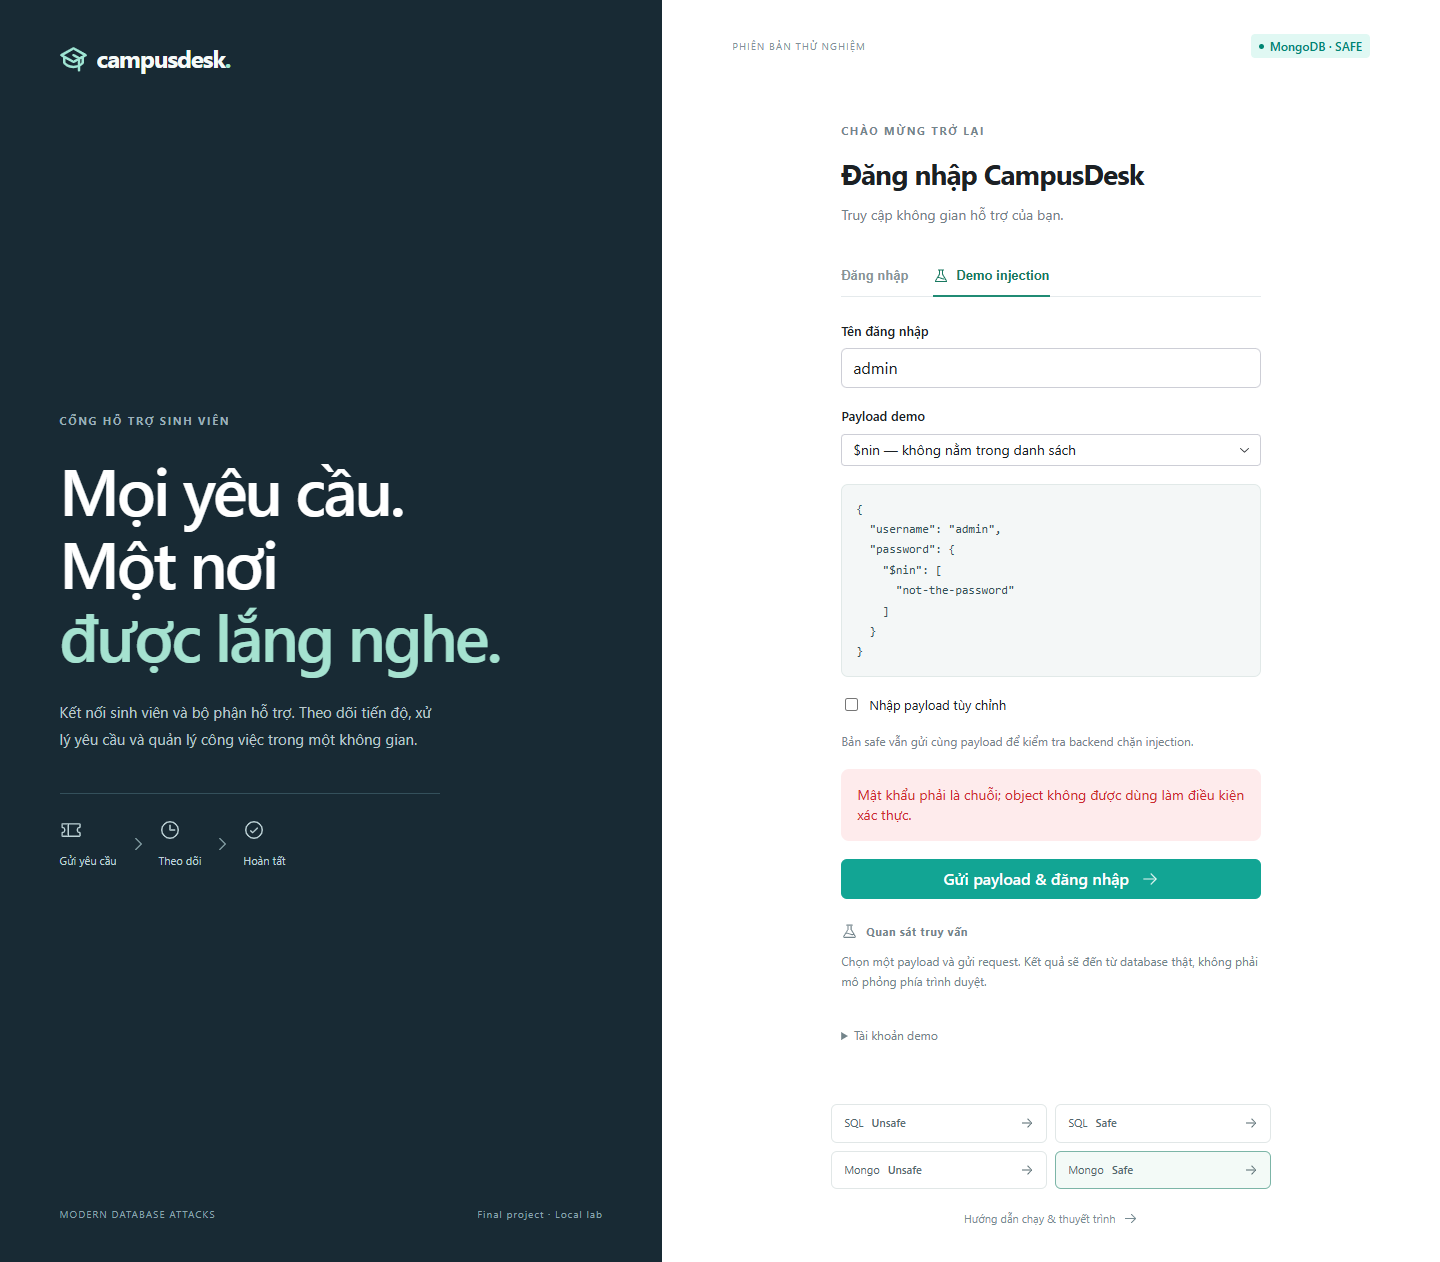 campusdesk.
CỔNG HỖ TRỢ SINH VIÊN
Mọi yêu cầu.
Một nơi
được lắng nghe.
Kết nối sinh viên và bộ phận hỗ trợ. Theo dõi tiến độ, xử
lý yêu cầu và quản lý công việc trong một không gian.
Gửi yêu cầu
Theo dõi
Hoàn tất
MODERN DATABASE ATTACKS
Final project · Local lab
PHIÊN BẢN THỬ NGHIỆM
MongoDB · SAFE
CHÀO MỪNG TRỞ LẠI
Đăng nhập CampusDesk
Truy cập không gian hỗ trợ của bạn.
Đăng nhập
Demo injection
Tên đăng nhập
admin
Payload demo
$nin — không nằm trong danh sách
{
  "username": "admin",
  "password": {
    "$nin": [
      "not-the-password"
    ]
  }
}
Nhập payload tùy chỉnh
Bản safe vẫn gửi cùng payload để kiểm tra backend chặn injection.
Mật khẩu phải là chuỗi; object không được dùng làm điều kiện
xác thực.
Gửi payload & đăng nhập
Quan sát truy vấn
Chọn một payload và gửi request. Kết quả sẽ đến từ database thật, không phải
mô phỏng phía trình duyệt.
Tài khoản demo
SQL Unsafe
SQL Safe
Mongo Unsafe
Mongo Safe
Hướng dẫn chạy & thuyết trình